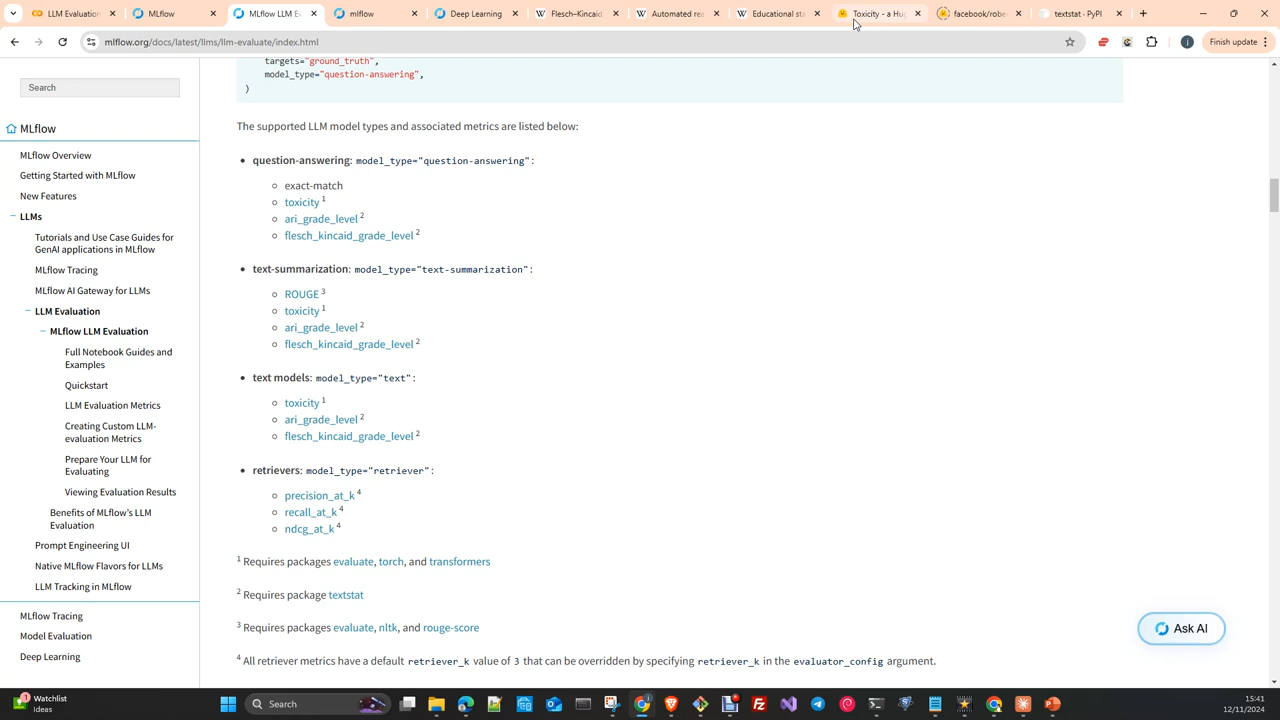 LLM Evaluation
MLflow
MLflow LLM E
mlflow
Deep Learning
Flesch–Kincaid
Automated rea
Educational sta
Toxicity - a Hug
facebook/robe
textstat · PyPI
mlflow.org/docs/latest/llms/llm-evaluate/index.html
Finish update
Search
MLflow
MLflow Overview
Getting Started with MLflow
New Features
LLMs
Tutorials and Use Case Guides for
GenAI applications in MLflow
MLflow Tracing
MLflow AI Gateway for LLMs
LLM Evaluation
MLflow LLM Evaluation
Full Notebook Guides and
Examples
Quickstart
LLM Evaluation Metrics
Creating Custom LLM-
evaluation Metrics
Prepare Your LLM for
Evaluating
Viewing Evaluation Results
Benefits of MLflow's LLM
Evaluation
Prompt Engineering UI
Native MLflow Flavors for LLMs
LLM Tracking in MLflow
MLflow Tracing
Model Evaluation
Deep Learning
targets="ground_truth",
model_type="question-answering",
)
The supported LLM model types and associated metrics are listed below:
• question-answering: model_type="question-answering":
exact-match
toxicity 1
ari_grade_level 2
flesch_kincaid_grade_level 2
• text-summarization: model_type="text-summarization":
ROUGE 3
toxicity 1
ari_grade_level 2
flesch_kincaid_grade_level 2
• text models: model_type="text":
toxicity 1
ari_grade_level 2
flesch_kincaid_grade_level 2
• retrievers: model_type="retriever":
precision_at_k 4
recall_at_k 4
ndcg_at_k 4
1 Requires packages evaluate, torch, and transformers
2 Requires package textstat
3 Requires packages evaluate, nltk, and rouge-score
4 All retriever metrics have a default retriever_k value of 3 that can be overridden by specifying retriever_k in the evaluator_config argument.
Ask AI
1
Watchlist
Ideas
Search
15:41
12/11/2024